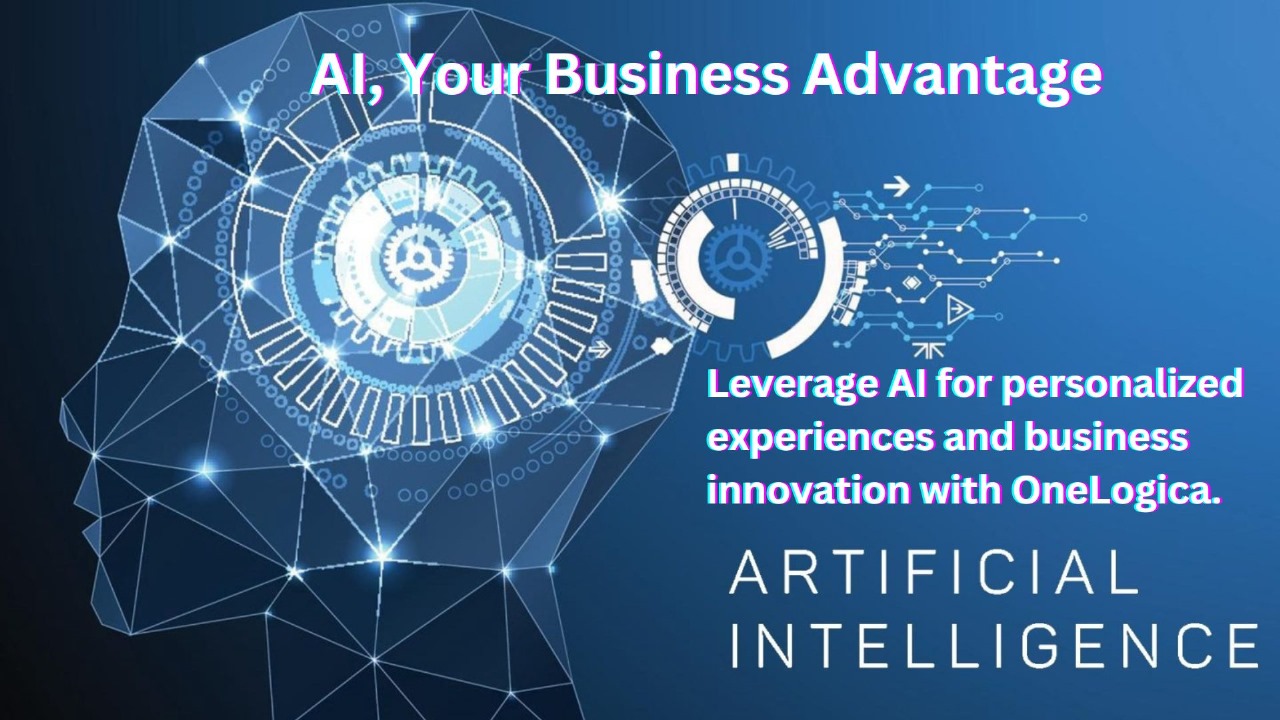 AI, Your Business Advantage
Leverage AI for personalized
experiences and business
innovation with OneLogica.
ARTIFICIAL
INTELLIGENCE